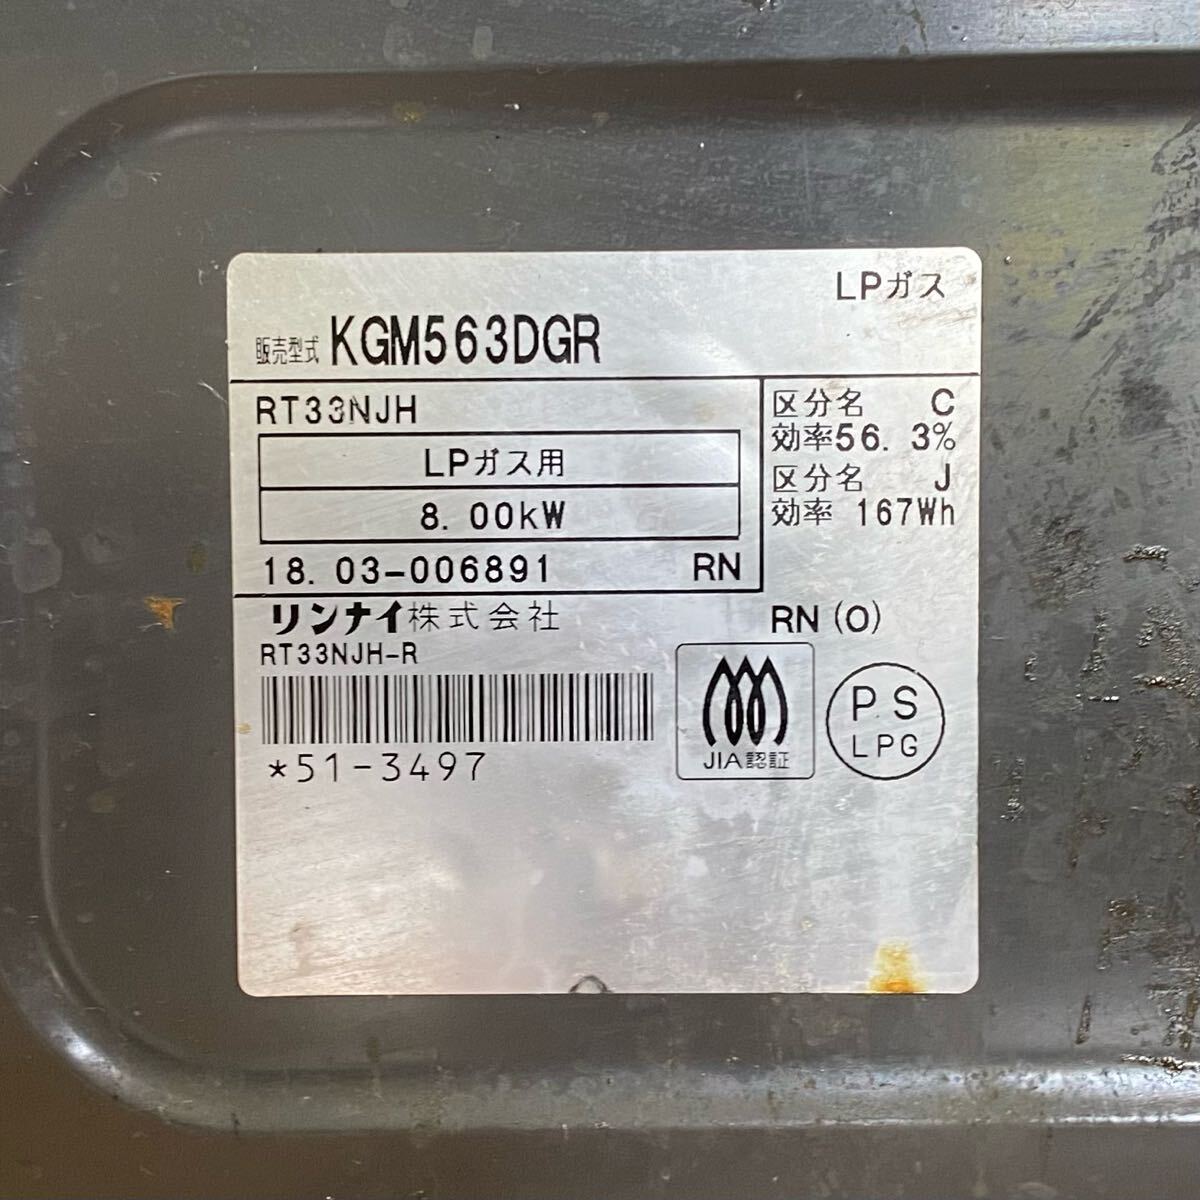 LPガス
販売型式 KGM563DGR
RT33NJH
LPガス用
8.00kW
18.03-006891 RN
区分名 C
効率56.3%
区分名 J
効率 167Wh
リンナイ株式会社
RN(O)
RT33NJH-R
*51-3497
JIA認証
PS
LPG